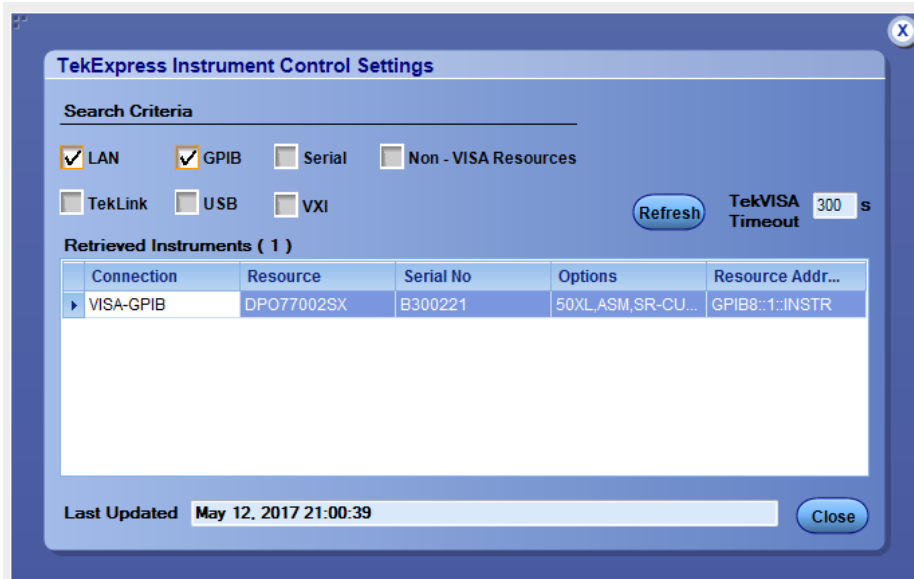 X
TekExpress Instrument Control Settings
Search Criteria
LAN GPIB Serial Non - VISA Resources
TekLink USB VXI
Refresh TekVISA Timeout 300 s
Retrieved Instruments ( 1 )
Connection Resource Serial No Options Resource Addr...
VISA-GPIB DPO77002SX B300221 50XL,ASM,SR-CU... GPIB8::1::INSTR
Last Updated May 12, 2017 21:00:39 Close